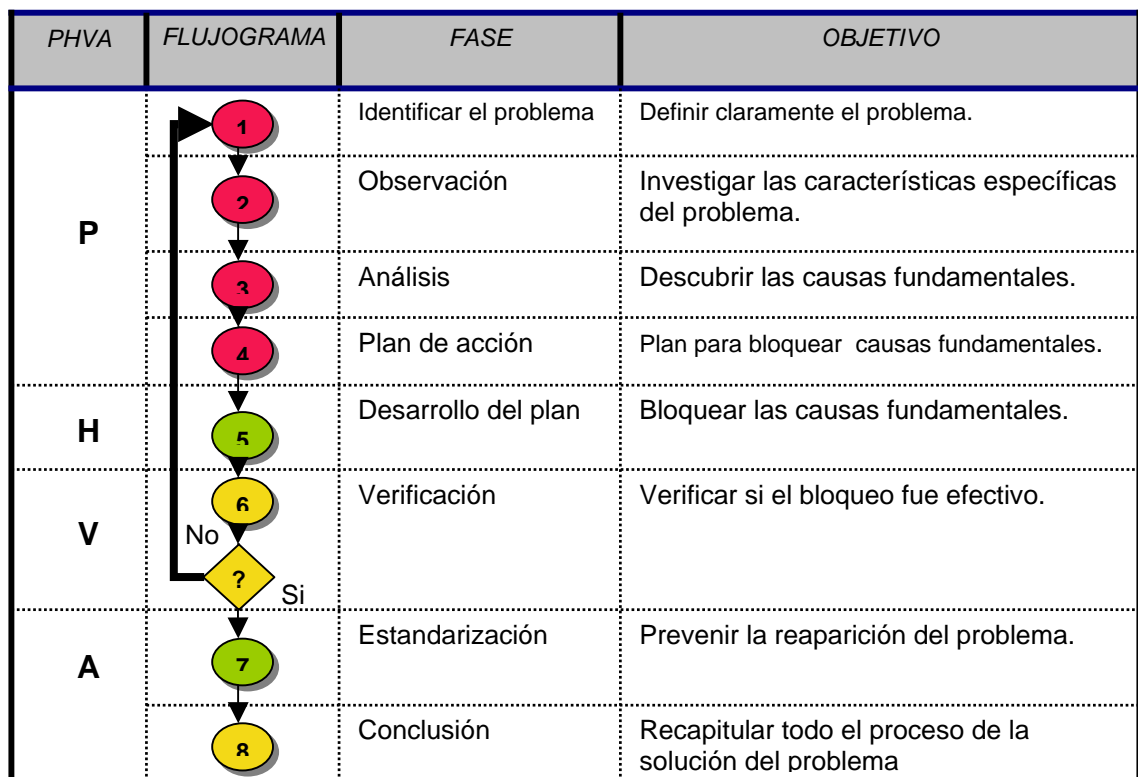 PHVA FLUJOGRAMA FASE OBJETIVO
1 Identificar el problema Definir claramente el problema.
2 Observación Investigar las características específicas
del problema.
P
3 Análisis Descubrir las causas fundamentales.
4 Plan de acción Plan para bloquear causas fundamentales.
H 5 Desarrollo del plan Bloquear las causas fundamentales.
6 Verificación Verificar si el bloqueo fue efectivo.
V No
?
Si
A 7 Estandarización Prevenir la reaparición del problema.
8 Conclusión Recapitular todo el proceso de la
solución del problema